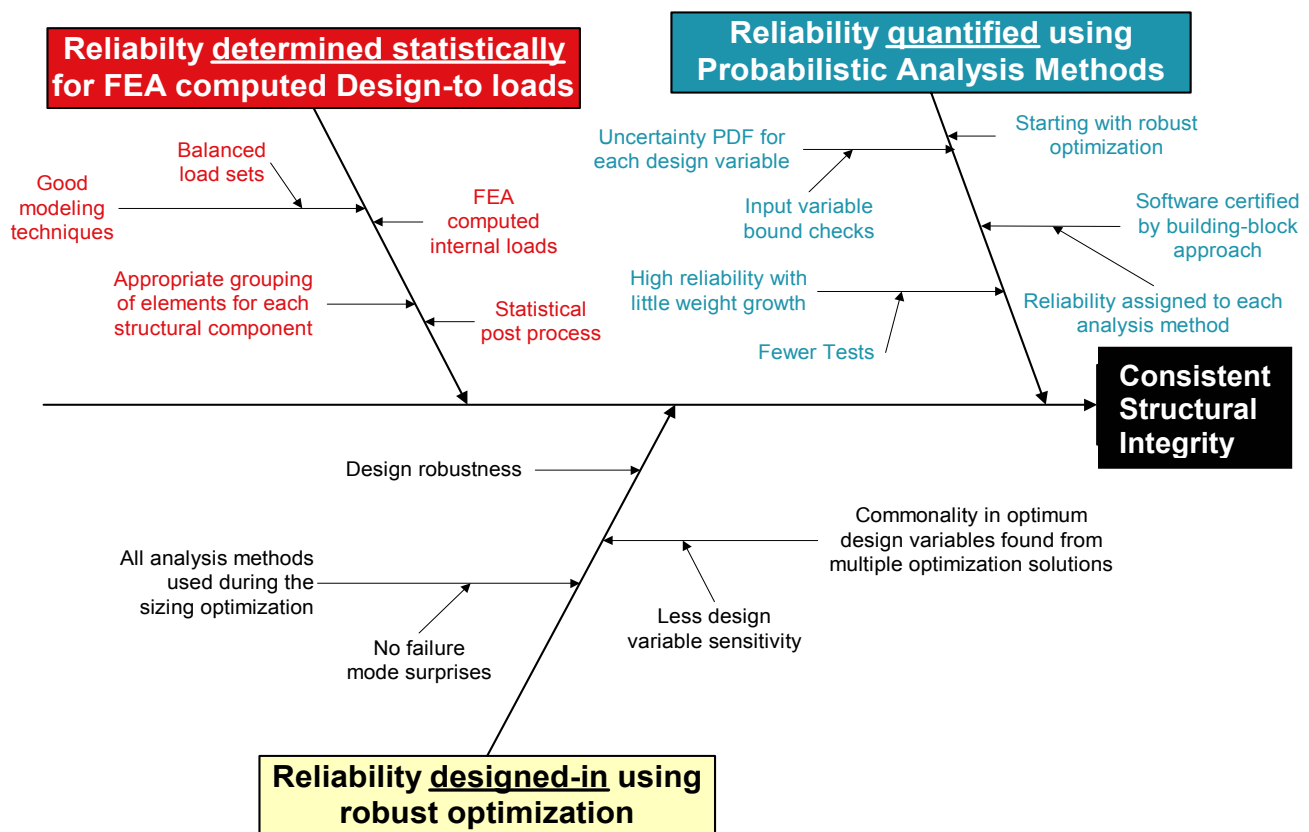 Reliabilty determined statistically
for FEA computed Design-to loads
Reliability quantified using
Probabilistic Analysis Methods
Balanced
load sets
Good
modeling
techniques
FEA
computed
internal loads
Appropriate grouping
of elements for each
structural component
Statistical
post process
Uncertainty PDF for
each design variable
Starting with robust
optimization
Input variable
bound checks
Software certified
by building-block
approach
High reliability with
little weight growth
Reliability assigned to each
analysis method
Fewer Tests
Consistent
Structural
Integrity
Design robustness
Commonality in optimum
design variables found from
multiple optimization solutions
All analysis methods
used during the
sizing optimization
Less design
variable sensitivity
No failure
mode surprises
Reliability designed-in using
robust optimization